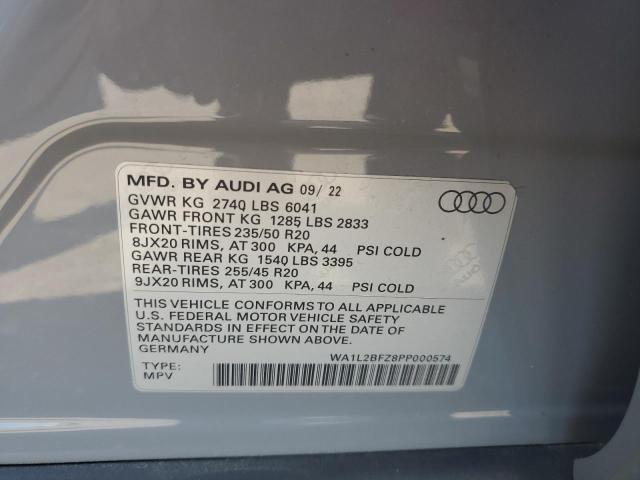 MFD. BY AUDI AG 09/ 22
GVWR KG 2740 LBS 6041
GAWR FRONT KG 1285 LBS 2833
FRONT-TIRES 235/50 R20
8JX20 RIMS, AT 300 KPA, 44 PSI COLD
GAWR REAR KG 1540 LBS 3395
REAR-TIRES 255/45 R20
9JX20 RIMS, AT 300 KPA, 44 PSI COLD
THIS VEHICLE CONFORMS TO ALL APPLICABLE
U.S. FEDERAL MOTOR VEHICLE SAFETY
STANDARDS IN EFFECT ON THE DATE OF
MANUFACTURE SHOWN ABOVE.
GERMANY
WA1L2BFZ8PP000574
TYPE:
MPV